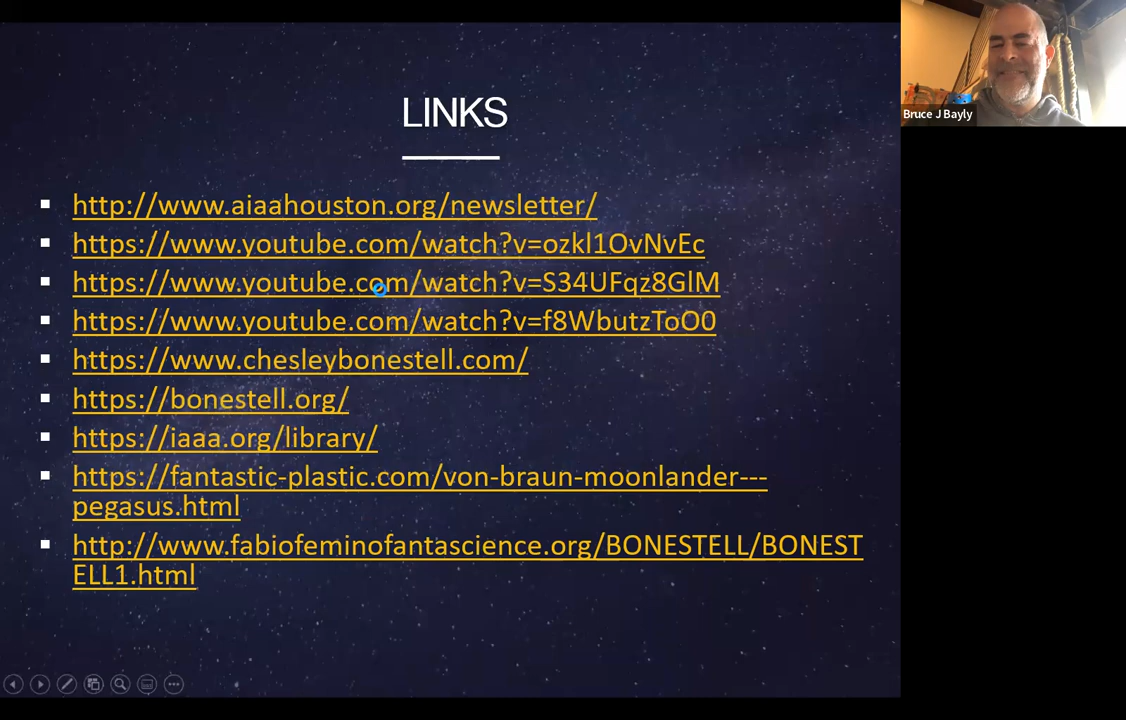 LINKS
http://www.aiaahouston.org/newsletter/
https://www.youtube.com/watch?v=ozkl1OvNvEc
https://www.youtube.com/watch?v=S34UFqz8GlM
https://www.youtube.com/watch?v=f8WbutzToO0
https://www.chesleybonestell.com/
https://bonestell.org/
https://iaaa.org/library/
https://fantastic-plastic.com/von-braun-moonlander---
pegasus.html
http://www.fabiofeminofantascience.org/BONESTELL/BONEST
ELL1.html
Bruce J Bayly